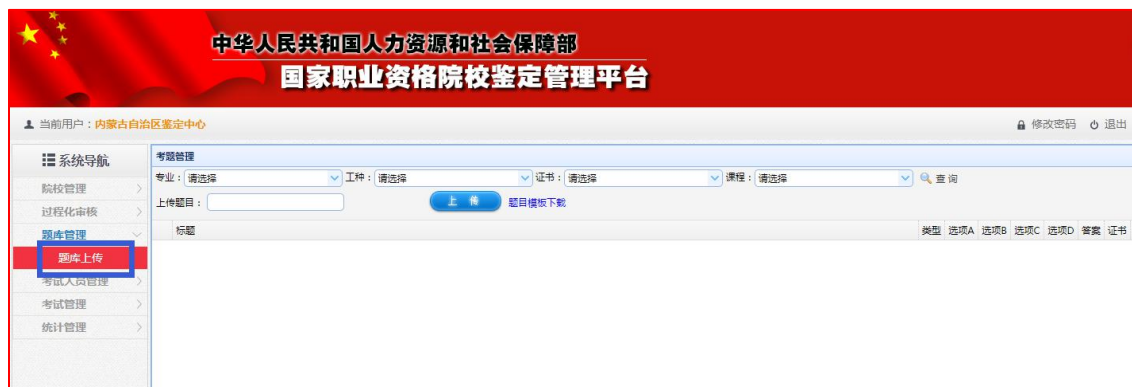 中华人民共和国人力资源和社会保障部
国家职业资格院校鉴定管理平台
当前用户：内蒙古自治区鉴定中心 修改密码 退出
系统导航
院校管理
过程化审核
题库管理
题库上传
考试人员管理
考试管理
统计管理
考题管理
专业： 请选择 工种： 请选择 证书： 请选择 课程： 请选择 查询
上传题目： 上 传 题目模板下载
标题 类型 选项A 选项B 选项C 选项D 答案 证书